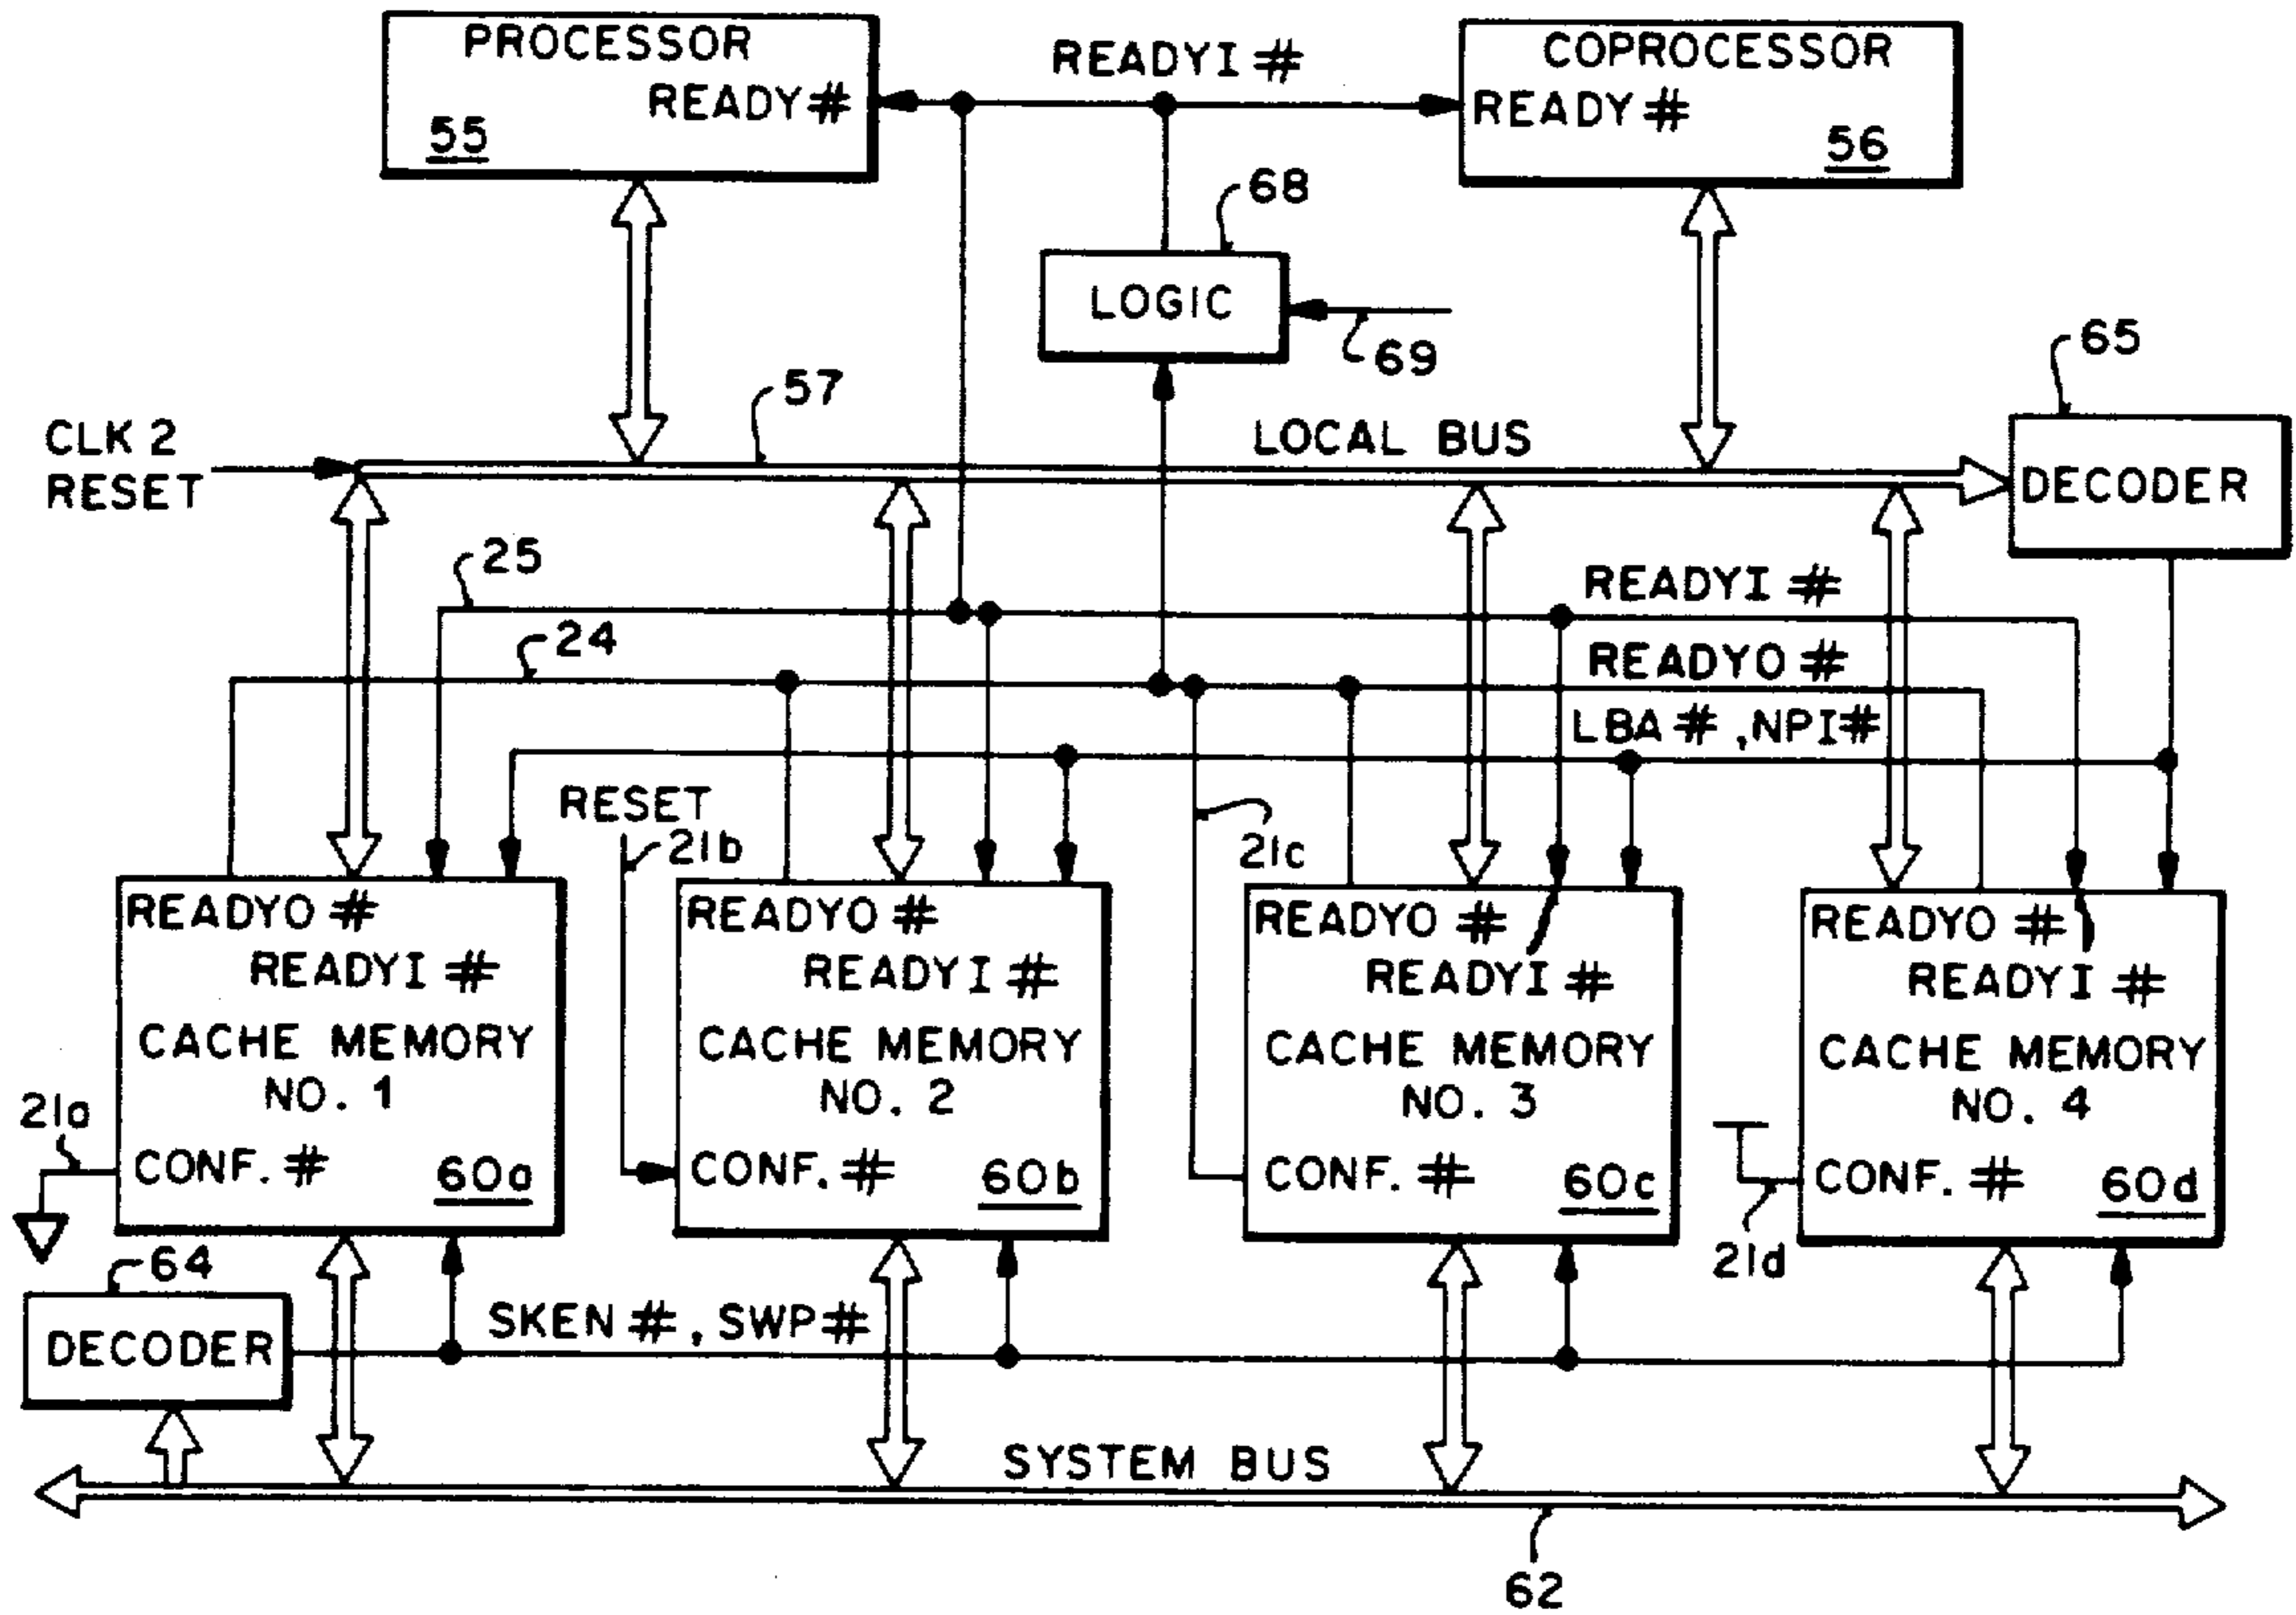 PROCESSOR
READY #
55
READYI #
COPROCESSOR
READY #
56
68
LOGIC
69
65
57
CLK 2
RESET
LOCAL BUS
DECODER
25
READYI #
24
READYO #
LBA # ,NPI #
RESET
21b
21c
READYO #
READYI #
CACHE MEMORY
NO. 1
CONF. #
60a
21a
READYO #
READYI #
CACHE MEMORY
NO. 2
CONF. #
60b
READYO #
READYI #
CACHE MEMORY
NO. 3
CONF. #
60c
READYO #
READYI #
CACHE MEMORY
NO. 4
CONF. #
60d
21d
64
DECODER
SKEN # , SWP #
SYSTEM BUS
62